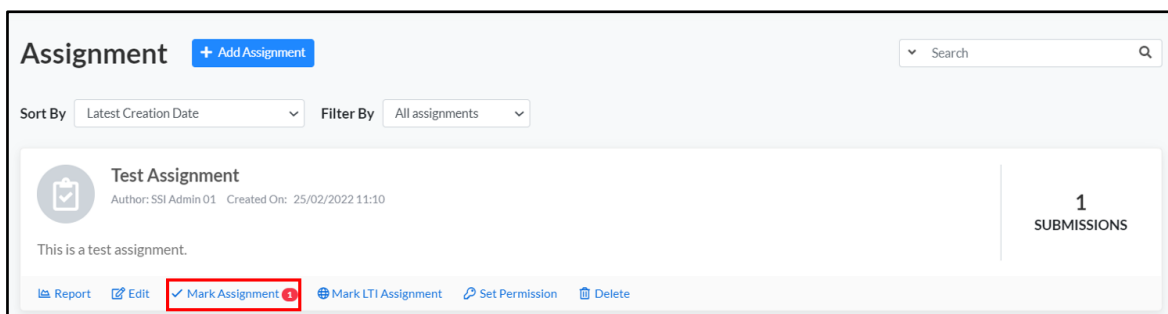 Assignment + Add Assignment Search
Sort By Latest Creation Date Filter By All assignments
Test Assignment
Author: SSI Admin 01 Created On: 25/02/2022 11:10
1
SUBMISSIONS
This is a test assignment.
Report Edit Mark Assignment 1 Mark LTI Assignment Set Permission Delete